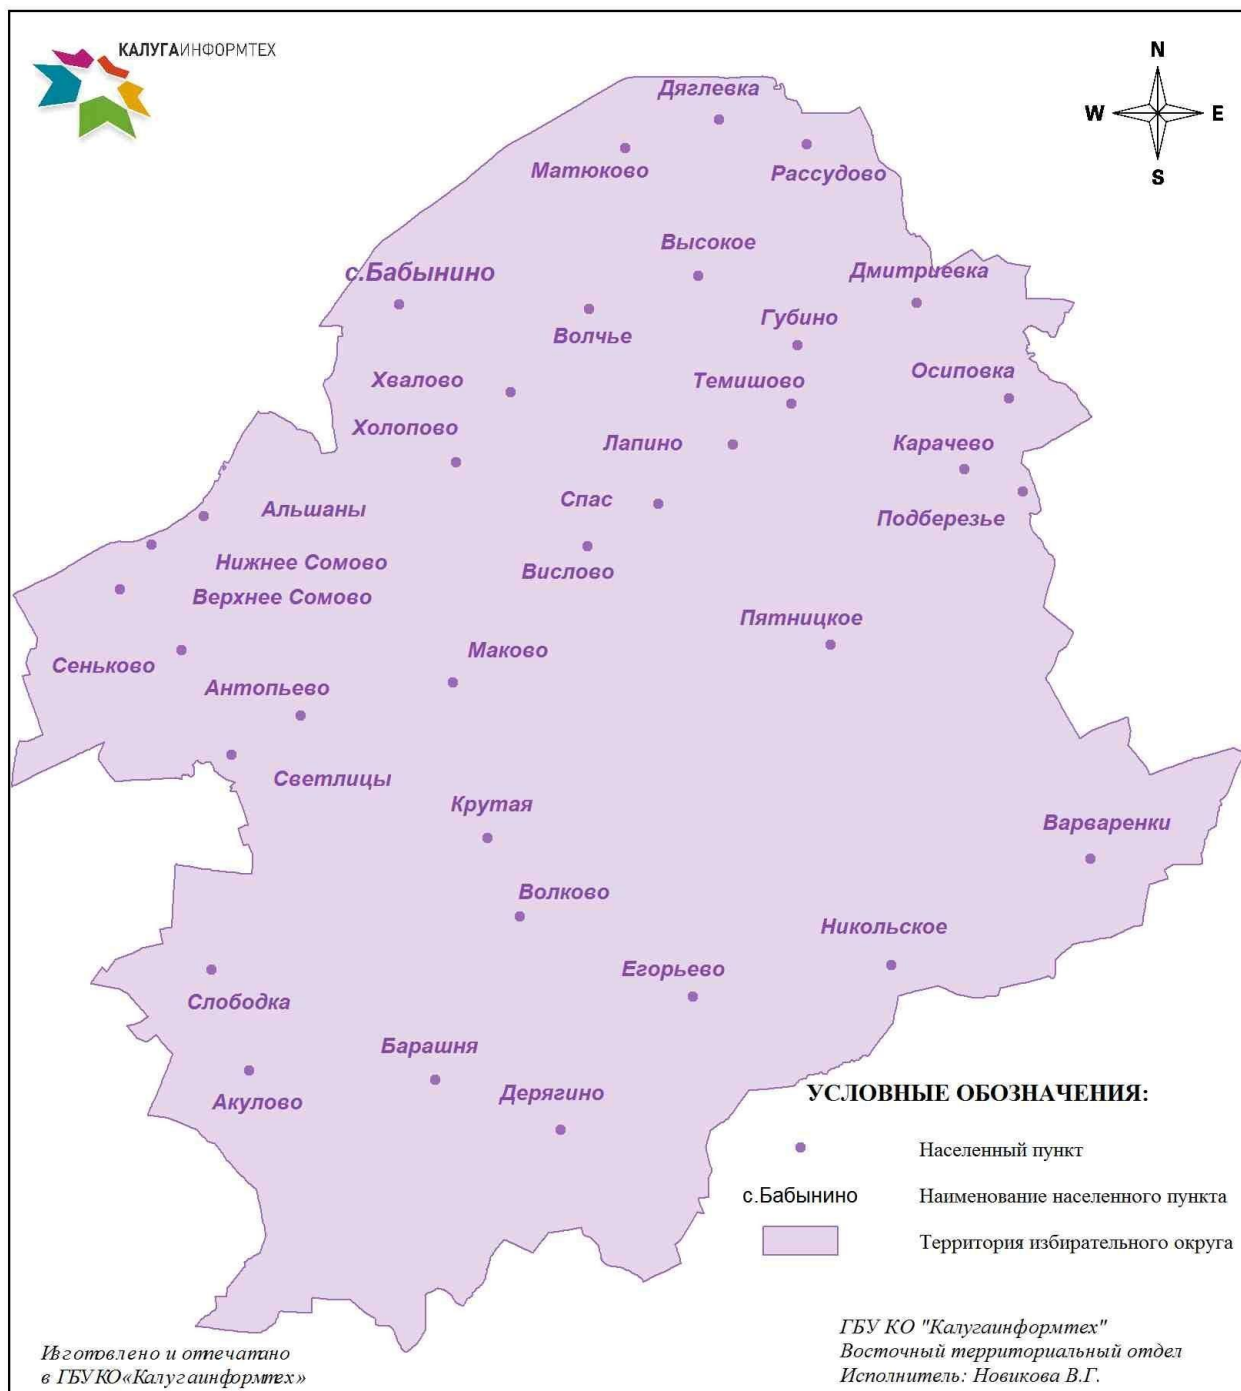 КАЛУГАИНФОРМТЕХ
N
W E
S
Дяглевка
Матюково
Рассудово
Высокое
с.Бабынино
Дмитриевка
Губино
Волчье
Осиповка
Хвалово
Темишово
Холопово
Лапино
Карачево
Спас
Альшаны
Подберезье
Нижнее Сомово
Вислово
Верхнее Сомово
Пятницкое
Маково
Сеньково
Антопьево
Светлицы
Крутая
Варваренки
Волково
Никольское
Егорьево
Слободка
Барашня
Дерягино
Акулово
УСЛОВНЫЕ ОБОЗНАЧЕНИЯ:
Населенный пункт
с.Бабынино Наименование населенного пункта
Территория избирательного округа
Изготовлено и отпечатано
в ГБУ КО «Калугаинформтех»
ГБУ КО "Калугаинформтех"
Восточный территориальный отдел
Исполнитель: Новикова В.Г.